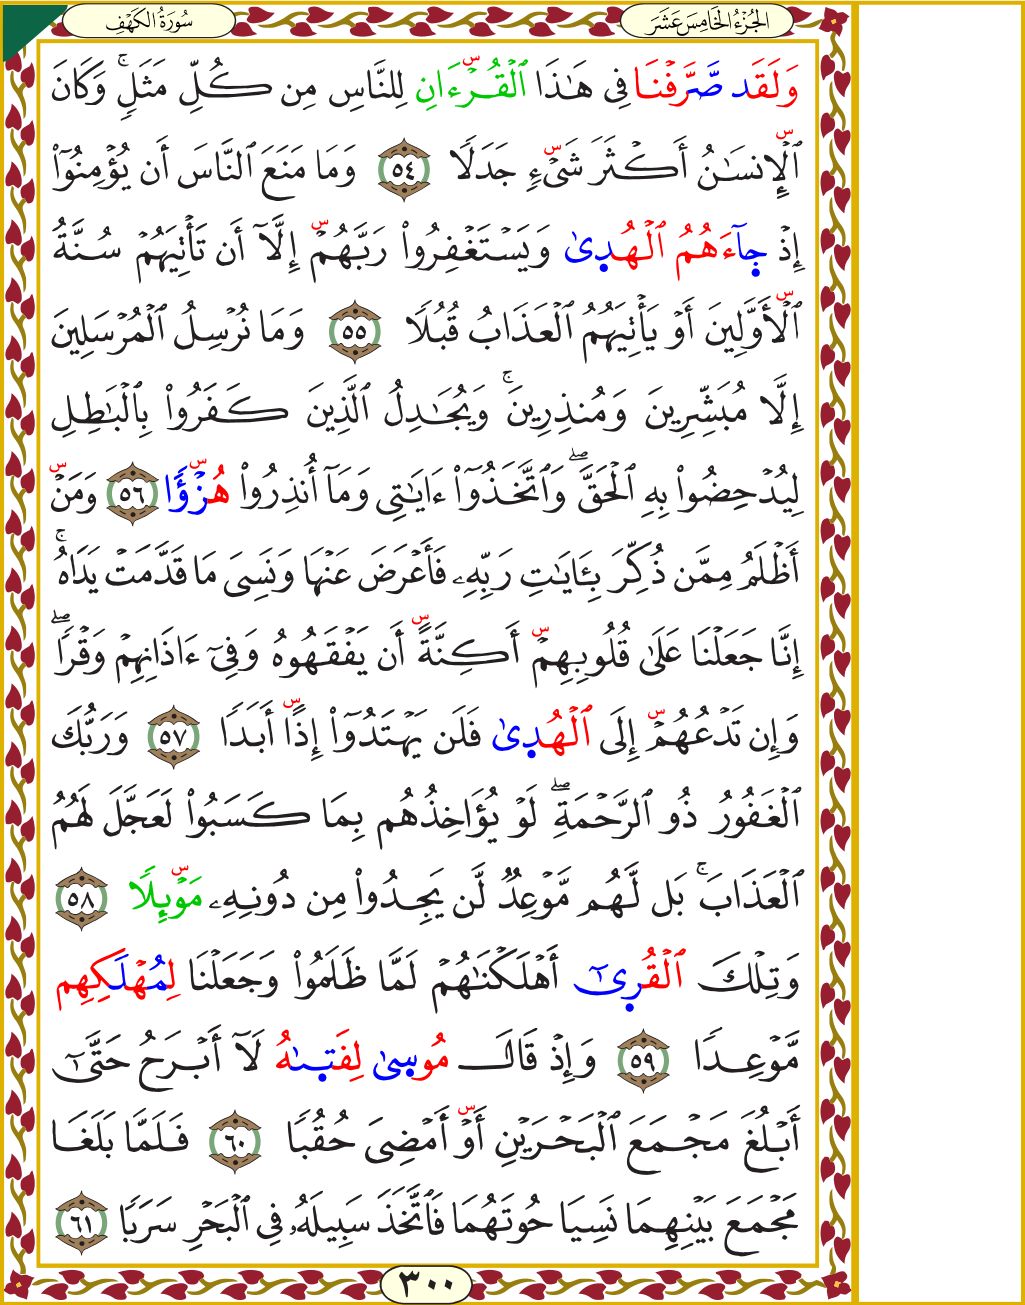 الجُزْءُ الخَامِسَ عَشَرَ
سُورَةُ الكَهْفِ
وَلَقَد صَّرَّفْنَا فِي هَٰذَا ٱلْقُرْءَانِ لِلنَّاسِ مِن كُلِّ مَثَلٍۚ وَكَانَ
ٱلْإِنسَٰنُ أَكْثَرَ شَىْءٍ جَدَلًا ٥٤ وَمَا مَنَعَ ٱلنَّاسَ أَن يُؤْمِنُوٓا۟
إِذْ جَآءَهُمُ ٱلْهُدِىٰ وَيَسْتَغْفِرُوا۟ رَبَّهُمْ إِلَّآ أَن تَأْتِيَهُمْ سُنَّةُ
ٱلْأَوَّلِينَ أَوْ يَأْتِيَهُمُ ٱلْعَذَابُ قُبُلًا ٥٥ وَمَا نُرْسِلُ ٱلْمُرْسَلِينَ
إِلَّا مُبَشِّرِينَ وَمُنذِرِينَۚ وَيُجَٰدِلُ ٱلَّذِينَ كَفَرُوا۟ بِٱلْبَٰطِلِ
لِيُدْحِضُوا۟ بِهِ ٱلْحَقَّۖ وَٱتَّخَذُوٓا۟ ءَايَٰتِى وَمَآ أُنذِرُوا۟ هُزْؤًا ٥٦ وَمَنْ
أَظْلَمُ مِمَّن ذُكِّرَ بِـَٔايَٰتِ رَبِّهِۦ فَأَعْرَضَ عَنْهَا وَنَسِىَ مَا قَدَّمَتْ يَدَاهُۚ
إِنَّا جَعَلْنَا عَلَىٰ قُلُوبِهِمْ أَكِنَّةً أَن يَفْقَهُوهُ وَفِىٓ ءَاذَانِهِمْ وَقْرًاۖ
وَإِن تَدْعُهُمْ إِلَى ٱلْهُدِىٰ فَلَن يَهْتَدُوٓا۟ إِذًا أَبَدًا ٥٧ وَرَبُّكَ
ٱلْغَفُورُ ذُو ٱلرَّحْمَةِۖ لَوْ يُؤَاخِذُهُم بِمَا كَسَبُوا۟ لَعَجَّلَ لَهُمُ
ٱلْعَذَابَۚ بَل لَّهُم مَّوْعِدٌ لَّن يَجِدُوا۟ مِن دُونِهِۦ مَوْئِلًا ٥٨
وَتِلْكَ ٱلْقُرِىٰٓ أَهْلَكْنَٰهُمْ لَمَّا ظَلَمُوا۟ وَجَعَلْنَا لِمُهْلَكِهِم
مَّوْعِدًا ٥٩ وَإِذْ قَالَ مُوسِىٰ لِفَتِىٰهُ لَآ أَبْرَحُ حَتَّىٰٓ
أَبْلُغَ مَجْمَعَ ٱلْبَحْرَيْنِ أَوْ أَمْضِىَ حُقُبًا ٦٠ فَلَمَّا بَلَغَا
مَجْمَعَ بَيْنِهِمَا نَسِيَا حُوتَهُمَا فَٱتَّخَذَ سَبِيلَهُۥ فِى ٱلْبَحْرِ سَرَبًا ٦١
٣٠٠